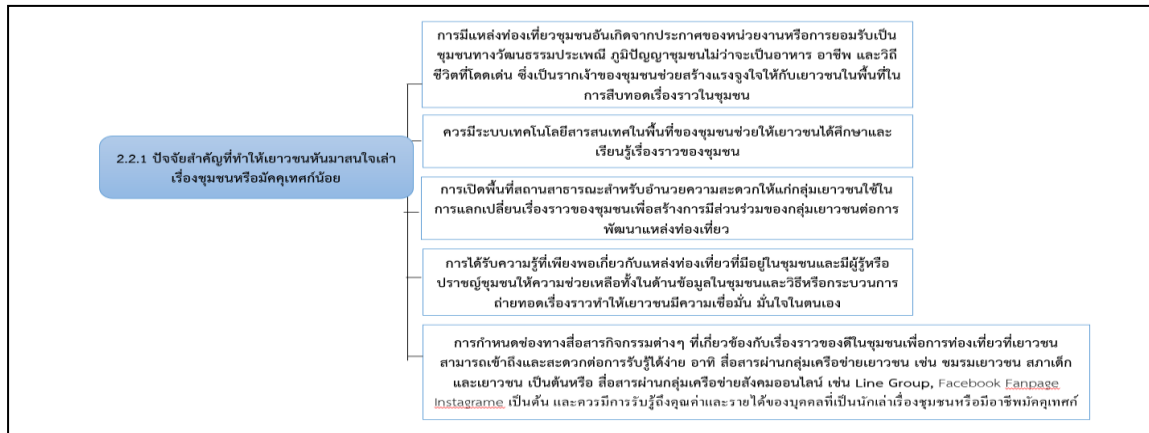 การมีแหล่งท่องเที่ยวชุมชนอันเกิดจากประกาศของหน่วยงานหรือการยอมรับเป็น
ชุมชนทางวัฒนธรรมประเพณี ภูมิปัญญาชุมชนไม่ว่าจะเป็นอาหาร อาชีพ และวิถี
ชีวิตที่โดดเด่น ซึ่งเป็นรากเง้าของชุมชนช่วยสร้างแรงจูงใจให้กับเยาวชนในพื้นที่ใน
การสืบทอดเรื่องราวในชุมชน
ควรมีระบบเทคโนโลยีสารสนเทศในพื้นที่ของชุมชนช่วยให้เยาวชนได้ศึกษาและ
เรียนรู้เรื่องราวของชุมชน
2.2.1 ปัจจัยสำคัญที่ทำให้เยาวชนหันมาสนใจเล่า
เรื่องชุมชนหรือมัคคุเทศก์น้อย
การเปิดพื้นที่สถานสาธารณะสำหรับอำนวยความสะดวกให้แก่กลุ่มเยาวชนใช้ใน
การแลกเปลี่ยนเรื่องราวของชุมชนเพื่อสร้างการมีส่วนร่วมของกลุ่มเยาวชนต่อการ
พัฒนาแหล่งท่องเที่ยว
การได้รับความรู้ที่เพียงพอเกี่ยวกับแหล่งท่องเที่ยวที่มีอยู่ในชุมชนและมีผู้รู้หรือ
ปราชญ์ชุมชนให้ความช่วยเหลือทั้งในด้านข้อมูลในชุมชนและวิธีหรือกระบวนการ
ถ่ายทอดเรื่องราวทำให้เยาวชนมีความเชื่อมั่น มั่นใจในตนเอง
การกำหนดช่องทางสื่อสารกิจกรรมต่างๆ ที่เกี่ยวข้องกับเรื่องราวของดีในชุมชนเพื่อการท่องเที่ยวที่เยาวชน
สามารถเข้าถึงและสะดวกต่อการรับรู้ได้ง่าย อาทิ สื่อสารผ่านกลุ่มเครือข่ายเยาวชน เช่น ชมรมเยาวชน สภาเด็ก
และเยาวชน เป็นต้นหรือ สื่อสารผ่านกลุ่มเครือข่ายสังคมออนไลน์ เช่น Line Group, Facebook Fanpage
Instagrame เป็นต้น และควรมีการรับรู้ถึงคุณค่าและรายได้ของบุคคลที่เป็นนักเล่าเรื่องชุมชนหรือมีอาชีพมัคคุเทศก์